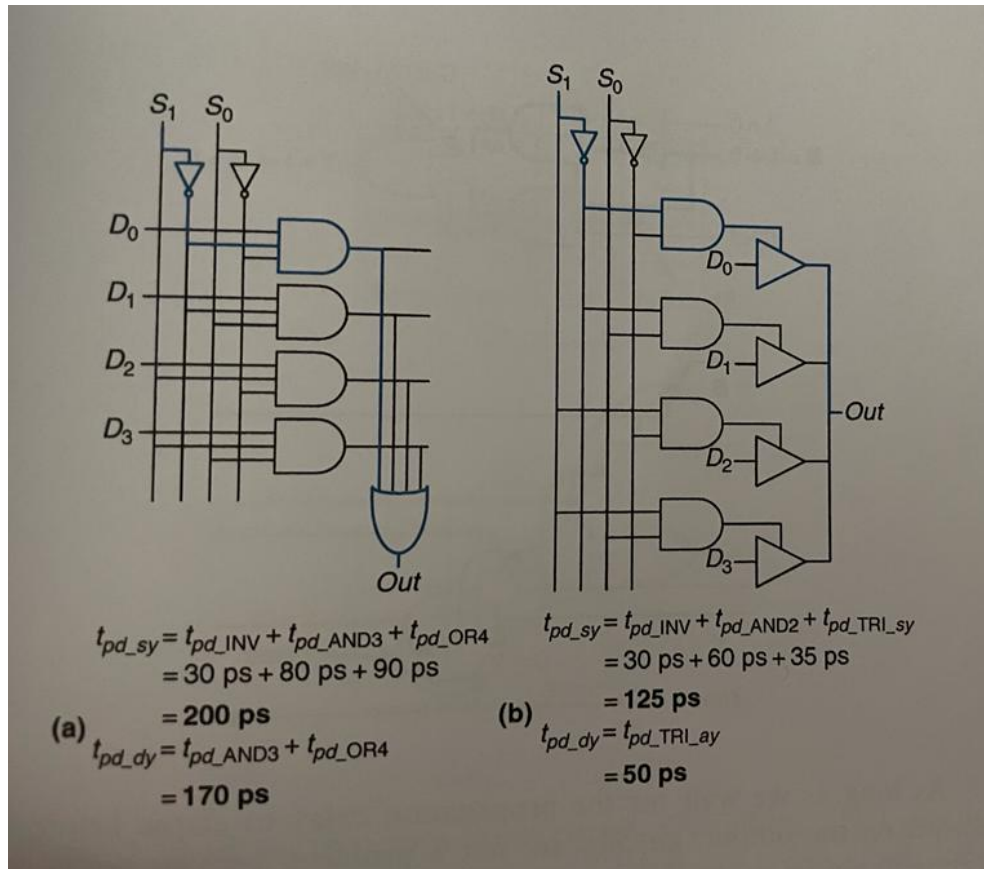 S1 S0
D0
D1
D2
D3
Out
tpd_sy = tpd_INV + tpd_AND3 + tpd_OR4
= 30 ps + 80 ps + 90 ps
= 200 ps
(a) tpd_dy = tpd_AND3 + tpd_OR4
= 170 ps
S1 S0
D0
D1
Out
D2
D3
tpd_sy = tpd_INV + tpd_AND2 + tpd_TRI_sy
= 30 ps + 60 ps + 35 ps
= 125 ps
(b) tpd_dy = tpd_TRI_ay
= 50 ps